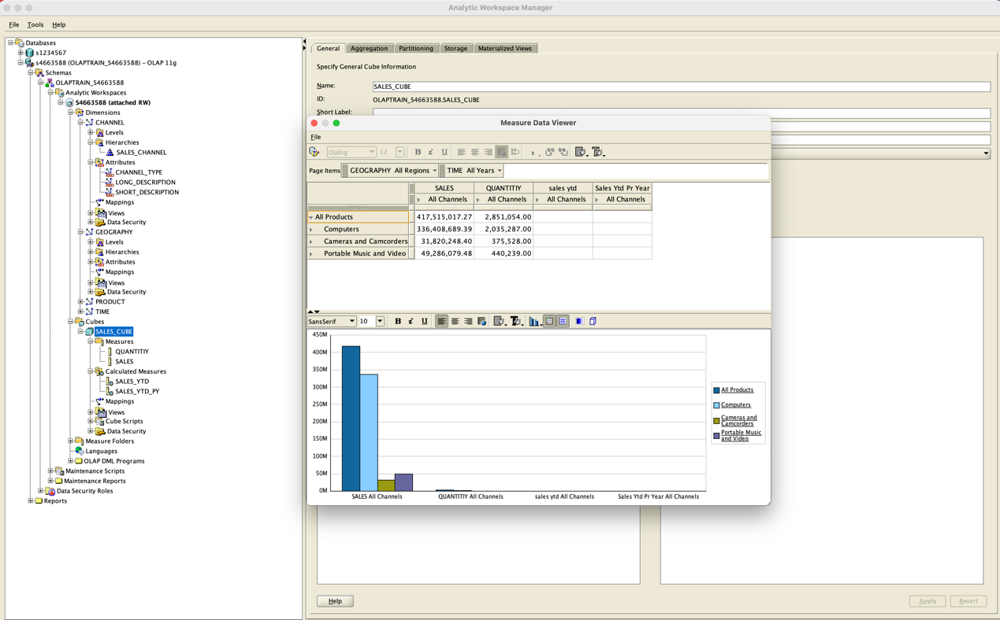 Analytic Workspace Manager
File Tools Help
Databases
s1234567
s4663588 (OLAPTRAIN_S4663588) - OLAP 11g
Schemas
OLAPTRAIN_S4663588
Analytic Workspaces
S4663588 (attached RW)
Dimensions
CHANNEL
Levels
Hierarchies
SALES_CHANNEL
Attributes
CHANNEL_TYPE
LONG_DESCRIPTION
SHORT_DESCRIPTION
Mappings
Views
Data Security
GEOGRAPHY
Levels
Hierarchies
Attributes
Mappings
Views
Data Security
PRODUCT
TIME
Cubes
SALES_CUBE
Measures
QUANTITIY
SALES
Calculated Measures
SALES_YTD
SALES_YTD_PY
Mappings
Views
Cube Scripts
Data Security
Measure Folders
Languages
OLAP DML Programs
Maintenance Scripts
Maintenance Reports
Data Security Roles
Reports
General Aggregation Partitioning Storage Materialized Views
Specify General Cube Information
Name: SALES_CUBE
ID: OLAPTRAIN_S4663588.SALES_CUBE
Short Label:
Measure Data Viewer
File
Dialog 12 B i U
Page Items GEOGRAPHY All Regions TIME All Years
SALES QUANTITIY sales ytd Sales Ytd Pr Year
All Channels All Channels All Channels All Channels
All Products 417,515,017.27 2,851,054.00
Computers 336,408,689.39 2,035,287.00
Cameras and Camcorders 31,820,248.40 375,528.00
Portable Music and Video 49,286,079.48 440,239.00
SansSerif 10 B i U
450M
400M
350M
300M
250M
200M
150M
100M
50M
0M
SALES All Channels QUANTITIY All Channels sales ytd All Channels Sales Ytd Pr Year All Channels
All Products
Computers
Cameras and
Camcorders
Portable Music
and Video
Help Apply Revert